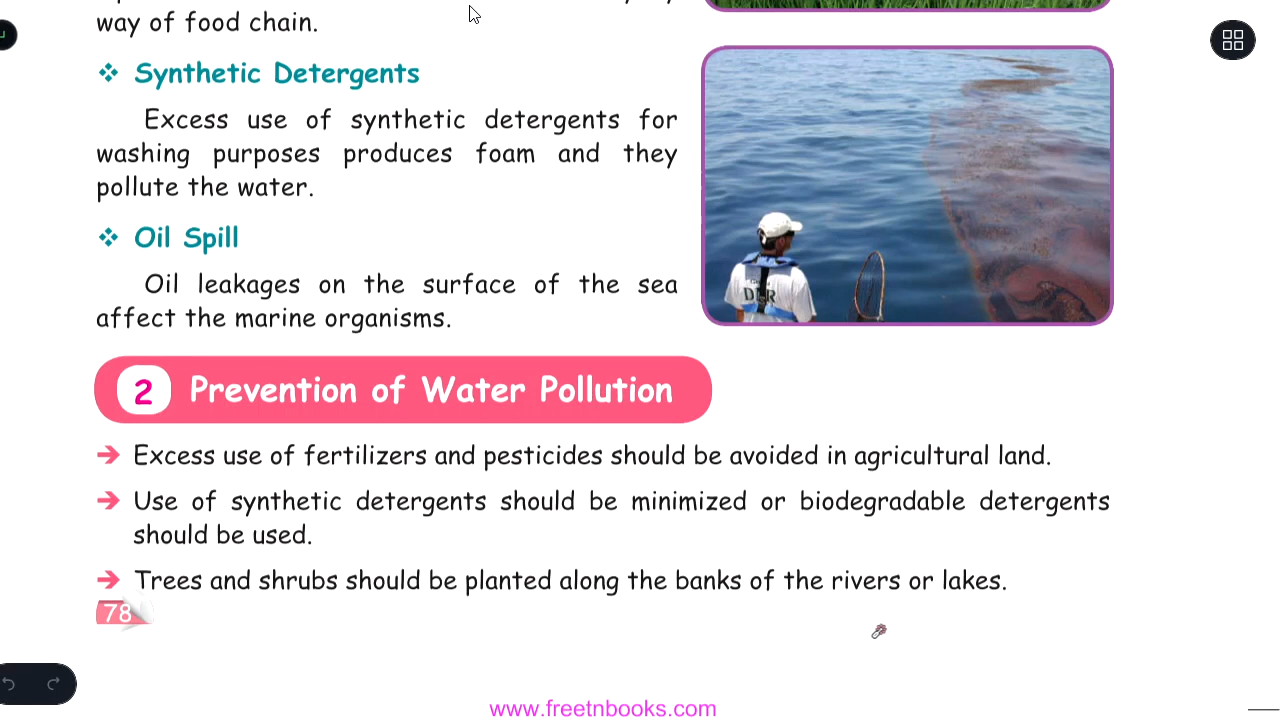 way of food chain.
Synthetic Detergents
Excess use of synthetic detergents for
washing purposes produces foam and they
pollute the water.
Oil Spill
Oil leakages on the surface of the sea
affect the marine organisms.
2 Prevention of Water Pollution
Excess use of fertilizers and pesticides should be avoided in agricultural land.
Use of synthetic detergents should be minimized or biodegradable detergents
should be used.
Trees and shrubs should be planted along the banks of the rivers or lakes.
78
www.freetnbooks.com